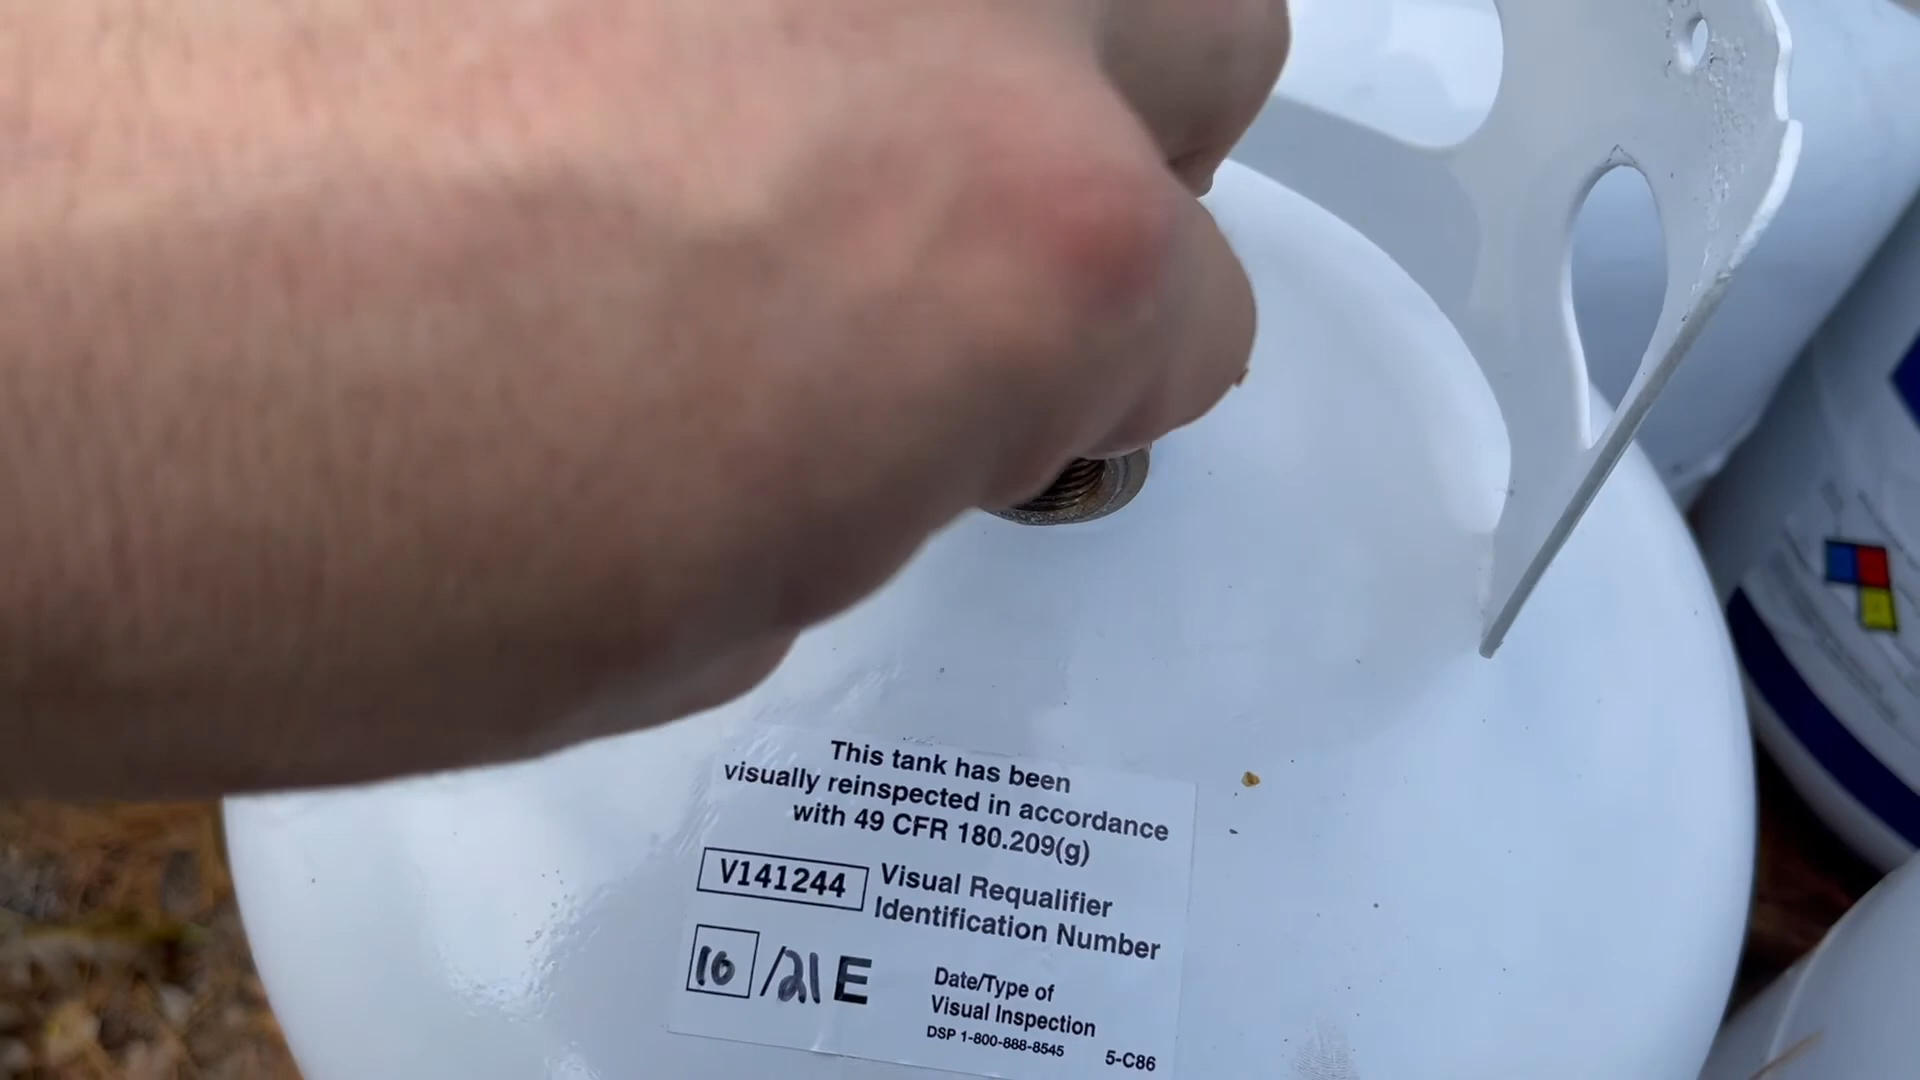 This tank has been
visually reinspected in accordance
with 49 CFR 180.209(g)
V141244 Visual Requalifier
Identification Number
10 /21 E Date/Type of
Visual Inspection
DSP 1-800-888-8545 5-C86